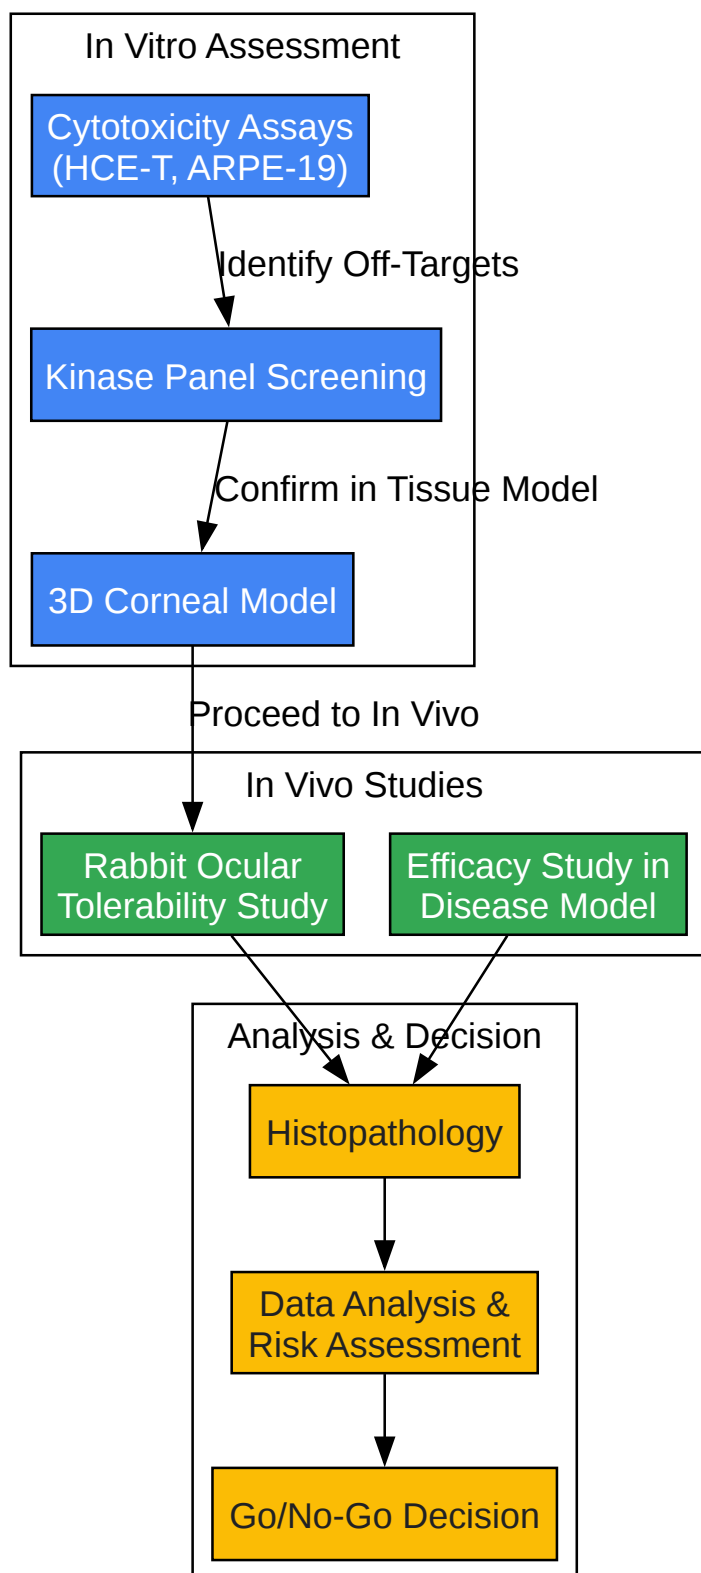 In Vitro Assessment
Cytotoxicity Assays
(HCE-T, ARPE-19)
Identify Off-Targets
Kinase Panel Screening
Confirm in Tissue Model
3D Corneal Model
Proceed to In Vivo
In Vivo Studies
Rabbit Ocular
Tolerability Study
Efficacy Study in
Disease Model
Analysis & Decision
Histopathology
Data Analysis &
Risk Assessment
Go/No-Go Decision